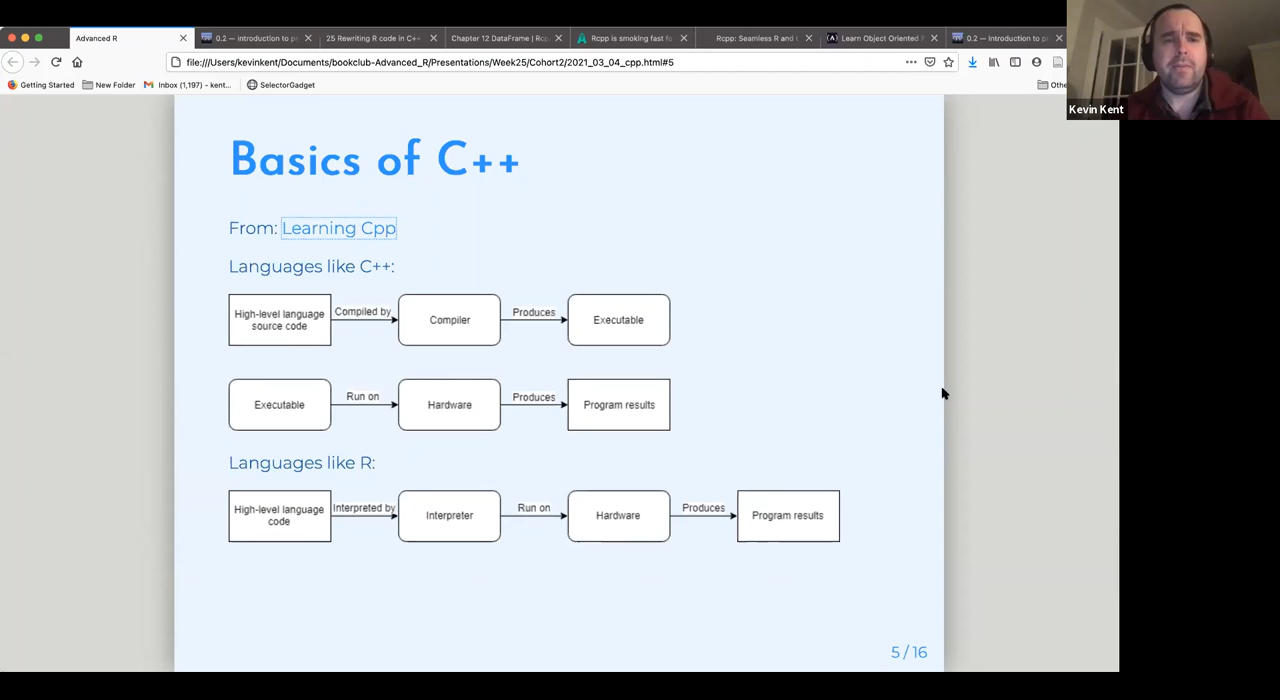 Advanced R
0.2 — introduction to p
25 Rewriting R code in C++
Chapter 12 DataFrame | Rcp
Rcpp is smoking fast fo
Rcpp: Seamless R and
Learn Object Oriented
0.2 — introduction to p
file:///Users/kevinkent/Documents/bookclub-Advanced_R/Presentations/Week25/Cohort2/2021_03_04_cpp.html#5
Getting Started
New Folder
Inbox (1,197) - kent...
SelectorGadget
Kevin Kent
Basics of C++
From: Learning Cpp
Languages like C++:
High-level language
source code
Compiled by
Compiler
Produces
Executable
Executable
Run on
Hardware
Produces
Program results
Languages like R:
High-level language
code
Interpreted by
Interpreter
Run on
Hardware
Produces
Program results
5 / 16